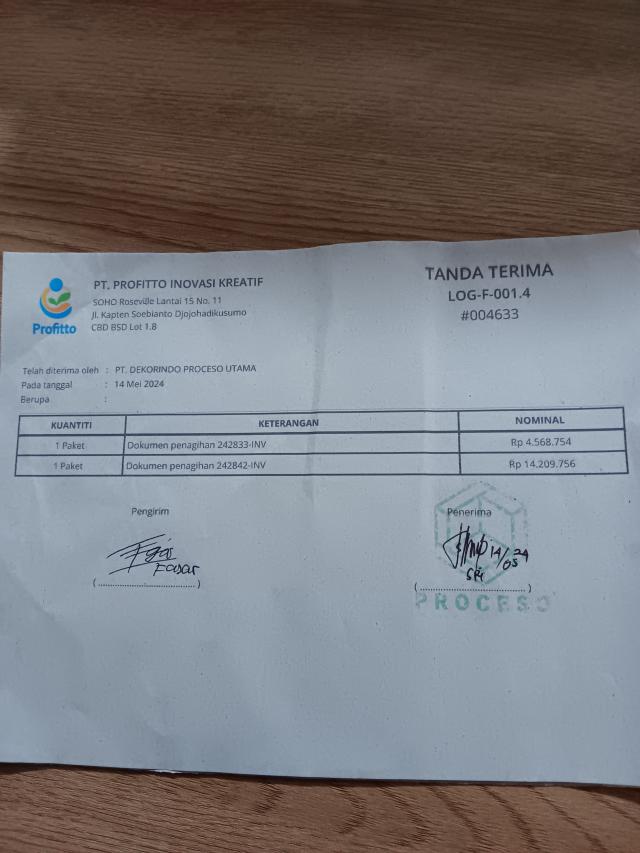 Profitto
PT. PROFITTO INOVASI KREATIF
SOHO Roseville Lantai 15 No. 11
Jl. Kapten Soebianto Djojohadikusumo
CBD BSD Lot 1.8
TANDA TERIMA
LOG-F-001.4
#004633
Telah diterima oleh : PT. DEKORINDO PROCESO UTAMA
Pada tanggal : 14 Mei 2024
Berupa :
KUANTITI KETERANGAN NOMINAL
1 Paket Dokumen penagihan 242833-INV Rp 4.568.754
1 Paket Dokumen penagihan 242842-INV Rp 14.209.756
Pengirim Penerima
14/05 24
SRI
(..................................) (..................................)
PROCESO